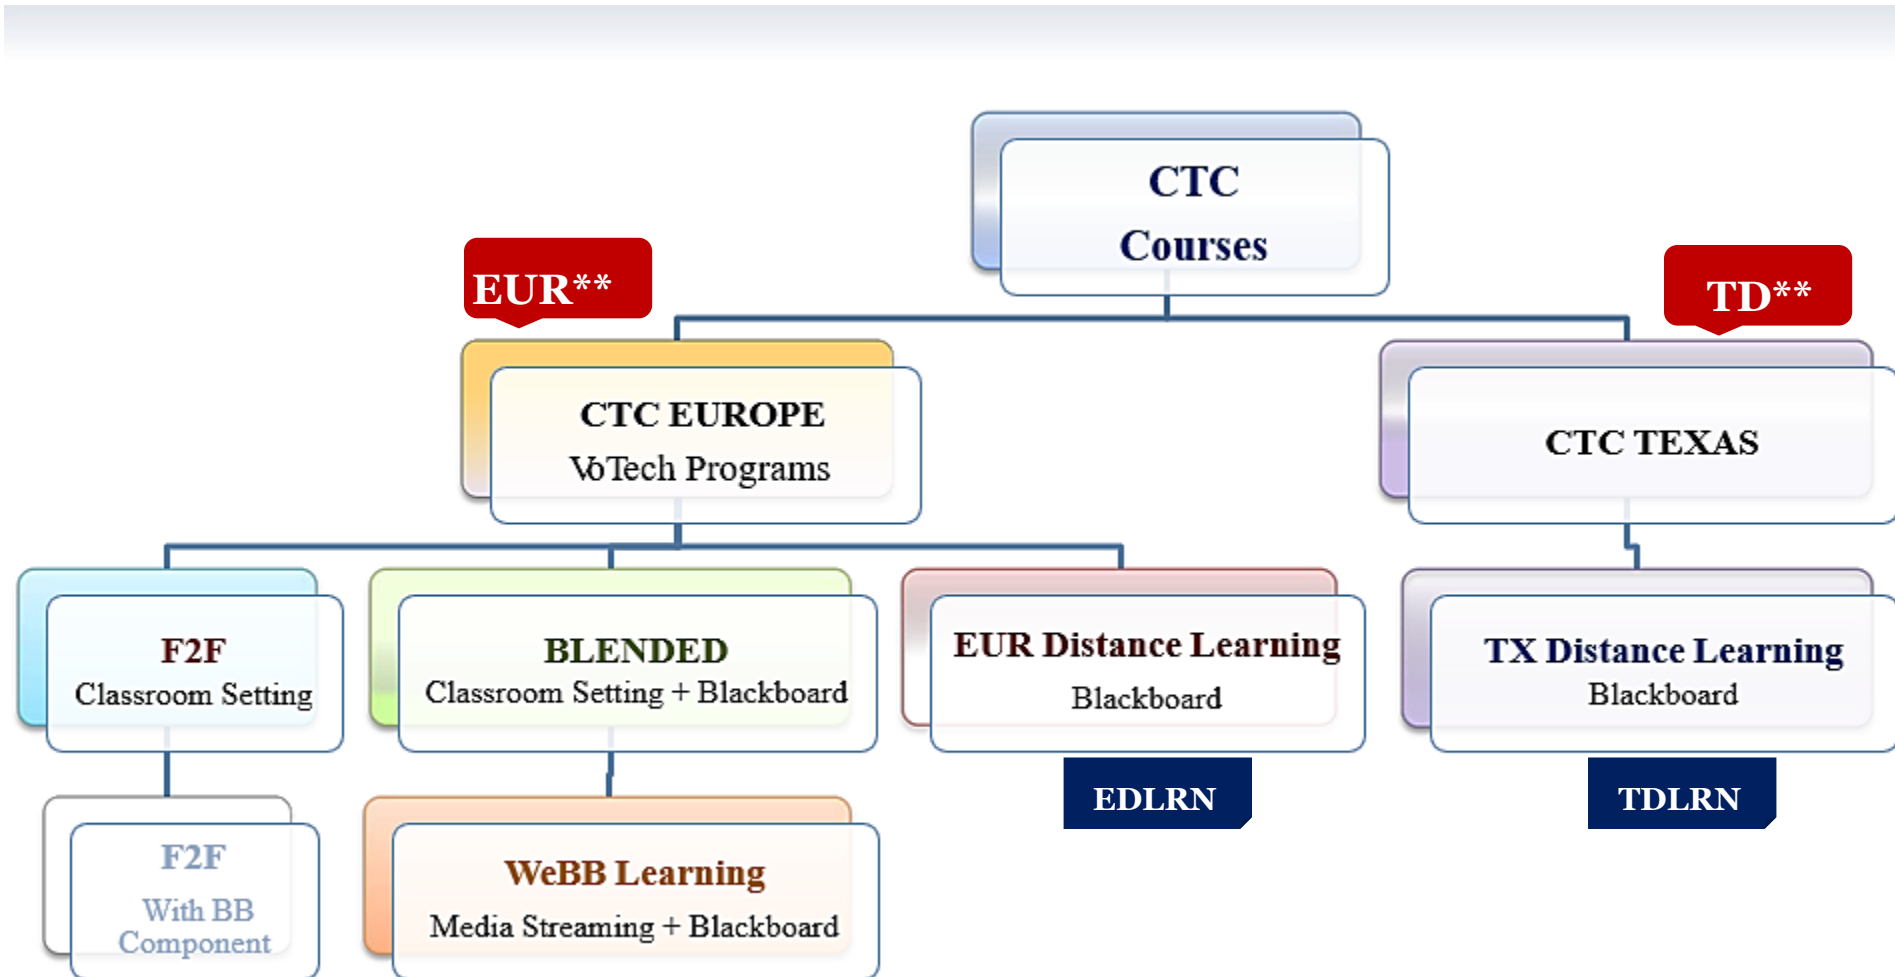 CTC
Courses
EUR**
TD**
CTC EUROPE
VoTech Programs
CTC TEXAS
F2F
Classroom Setting
BLENDED
Classroom Setting + Blackboard
EUR Distance Learning
Blackboard
TX Distance Learning
Blackboard
EDLRN
TDLRN
F2F
With BB
Component
WeBB Learning
Media Streaming + Blackboard